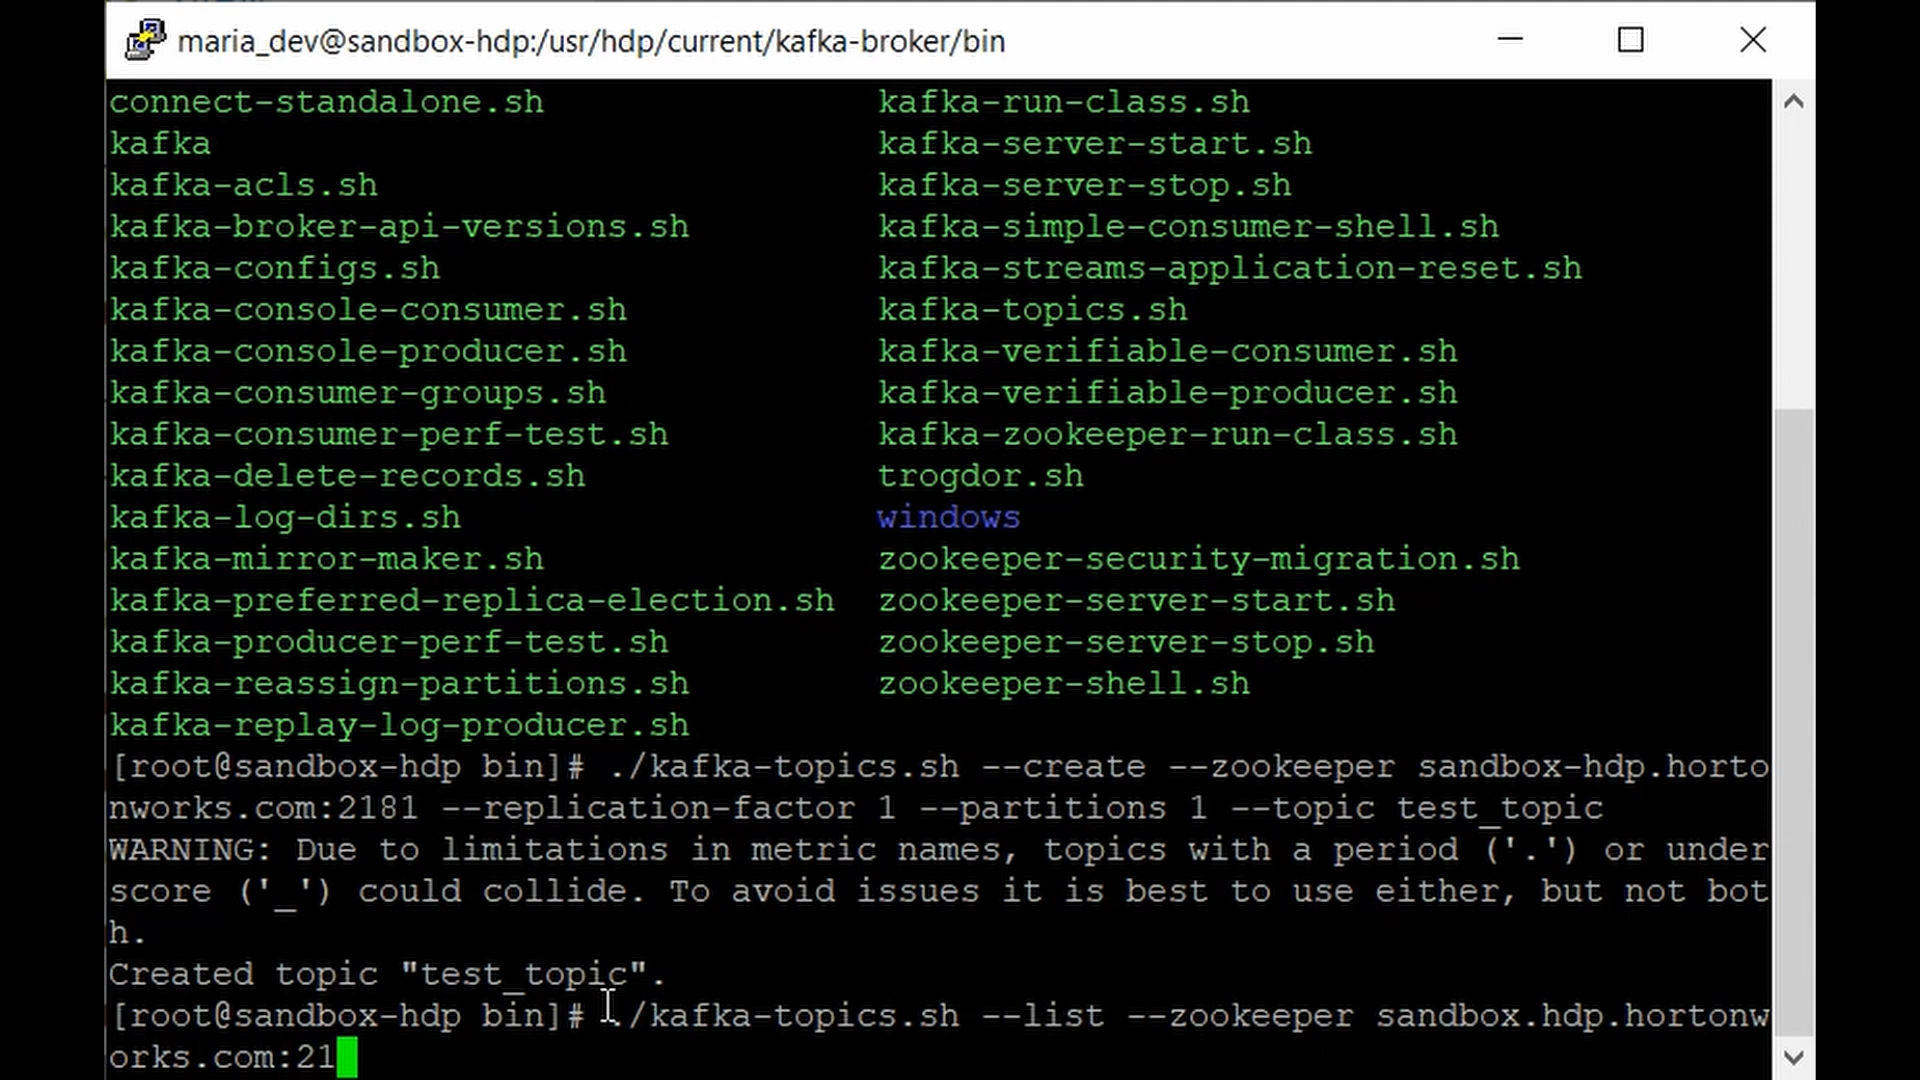 maria_dev@sandbox-hdp:/usr/hdp/current/kafka-broker/bin
connect-standalone.sh kafka-run-class.sh
kafka kafka-server-start.sh
kafka-acls.sh kafka-server-stop.sh
kafka-broker-api-versions.sh kafka-simple-consumer-shell.sh
kafka-configs.sh kafka-streams-application-reset.sh
kafka-console-consumer.sh kafka-topics.sh
kafka-console-producer.sh kafka-verifiable-consumer.sh
kafka-consumer-groups.sh kafka-verifiable-producer.sh
kafka-consumer-perf-test.sh kafka-zookeeper-run-class.sh
kafka-delete-records.sh trogdor.sh
kafka-log-dirs.sh windows
kafka-mirror-maker.sh zookeeper-security-migration.sh
kafka-preferred-replica-election.sh zookeeper-server-start.sh
kafka-producer-perf-test.sh zookeeper-server-stop.sh
kafka-reassign-partitions.sh zookeeper-shell.sh
kafka-replay-log-producer.sh
[root@sandbox-hdp bin]# ./kafka-topics.sh --create --zookeeper sandbox-hdp.horto
nworks.com:2181 --replication-factor 1 --partitions 1 --topic test_topic
WARNING: Due to limitations in metric names, topics with a period ('.') or under
score ('_') could collide. To avoid issues it is best to use either, but not bot
h.
Created topic "test_topic".
[root@sandbox-hdp bin]# ./kafka-topics.sh --list --zookeeper sandbox.hdp.hortonw
orks.com:21